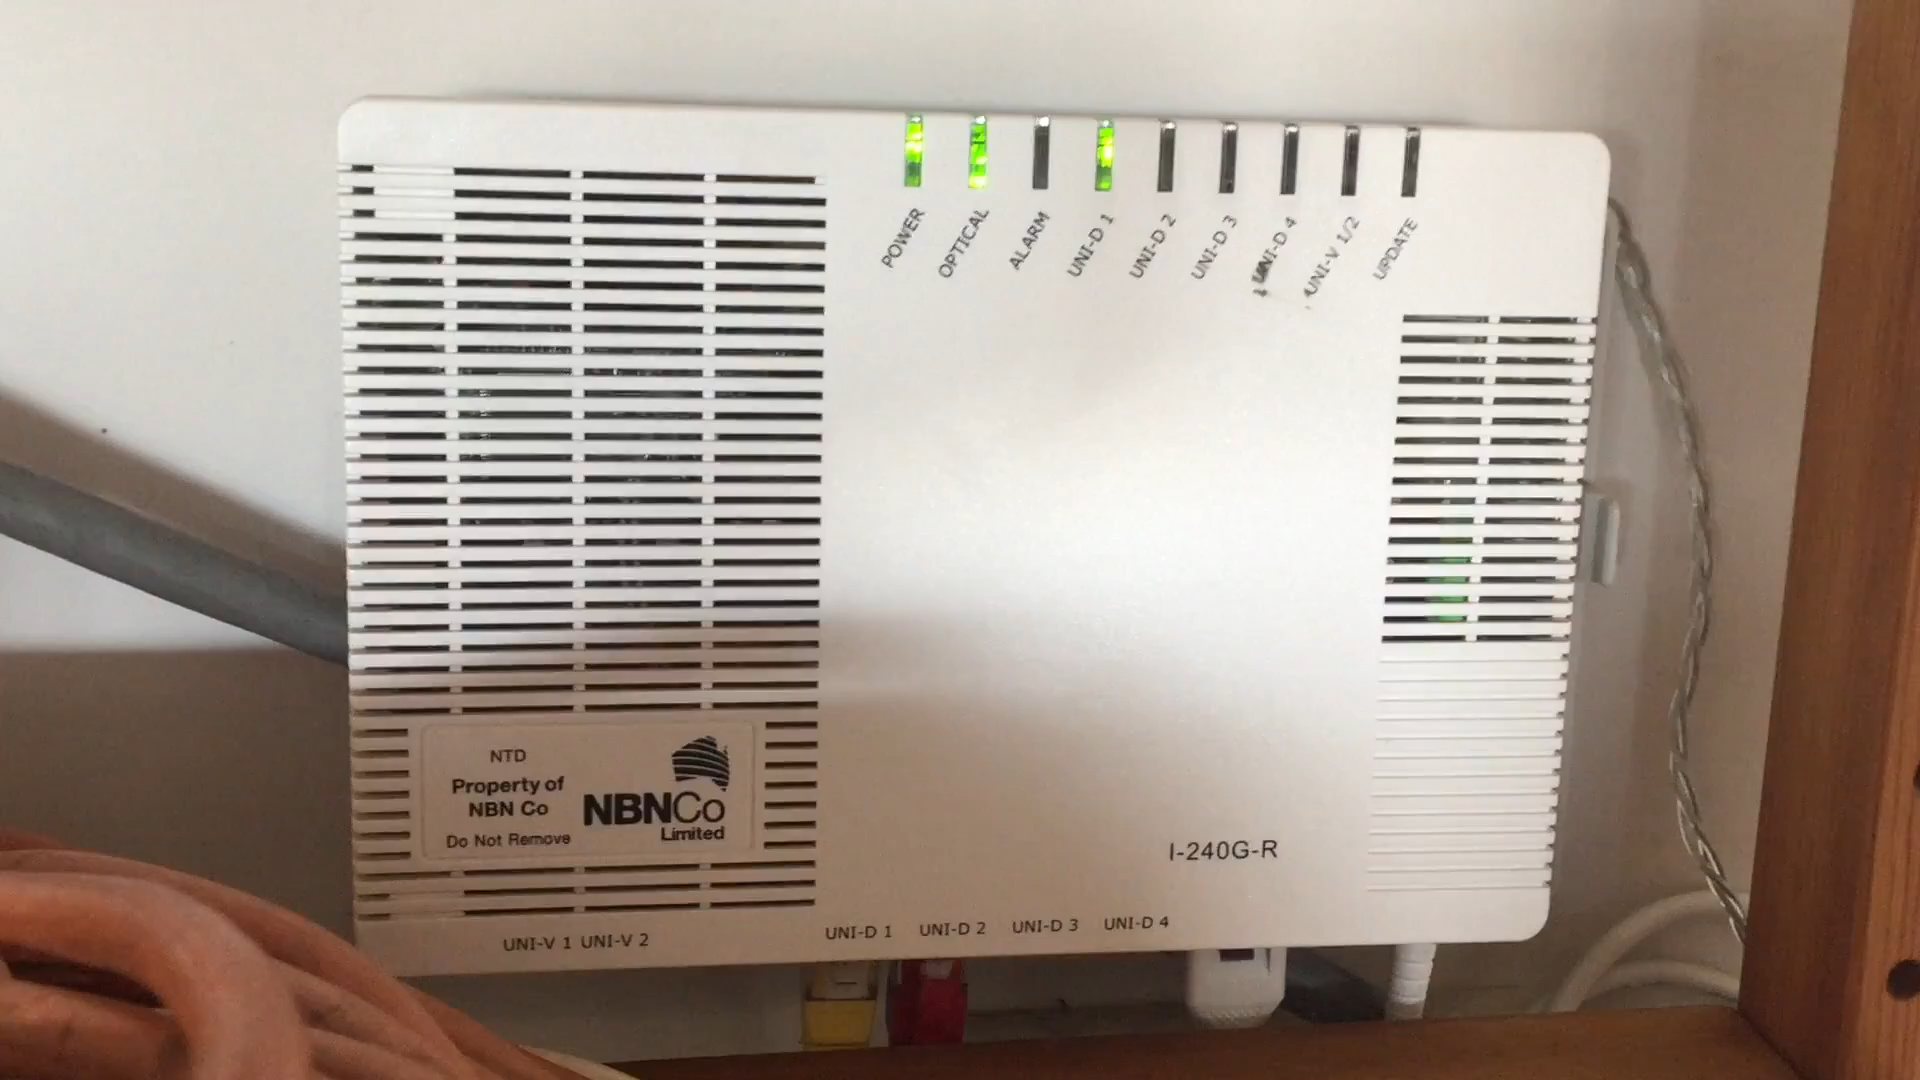 POWER
OPTICAL
ALARM
UNI-D 1
UNI-D 2
UNI-D 3
UNI-D 4
UNI-V 1/2
UPDATE
NTD
Property of
NBN Co
Do Not Remove
NBNCo
Limited
I-240G-R
UNI-V 1 UNI-V 2
UNI-D 1 UNI-D 2 UNI-D 3 UNI-D 4